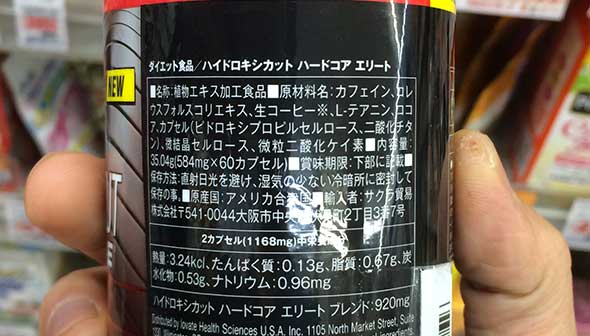 NEW
ダイエット食品/ハイドロキシカット ハードコア エリート
■名称:植物エキス加工食品■原材料名:カフェイン、コレ
ウスフォルスコリエキス、生コーヒー※、L-テアニン、ココ
ア、カプセル(ヒドロキシプロピルセルロース、二酸化チタ
ン)、微結晶セルロース、微粒二酸化ケイ素■内容量:
35.04g(584mg×60カプセル)■賞味期限:下部に記載■
保存方法:直射日光を避け、湿気の少ない冷暗所に密封して
保存の事。■原産国:アメリカ合衆国■輸入者:サクラ貿易
株式会社〒541-0044大阪市中央 見町2丁目3番7号
2カプセル(1168mg)中栄養成分
熱量:3.24kcl、たんぱく質:0.13g、脂質:0.67g、炭
水化物:0.53g、ナトリウム:0.96mg
ハイドロキシカット ハードコア エリート ブレンド:920mg
Distributed by Iovate Health Sciences U.S.A. Inc. 1105 North Market Street, Suite